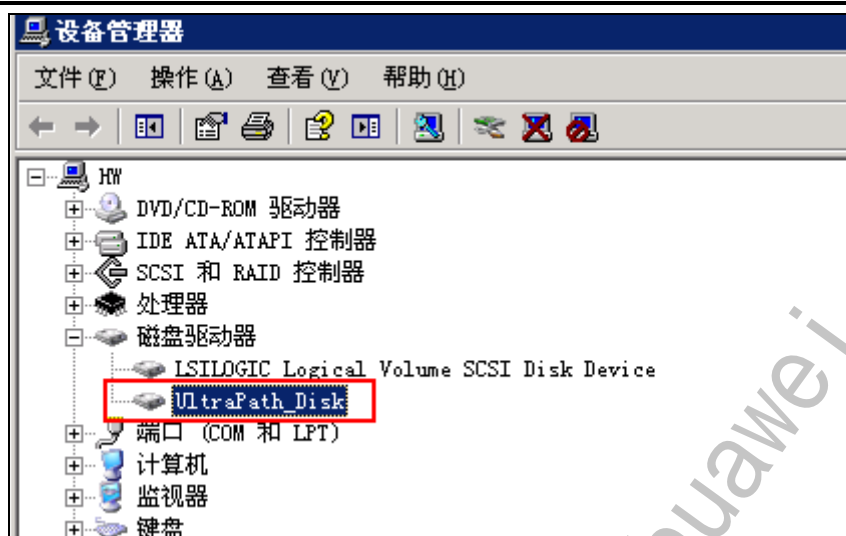 设备管理器
文件(F) 操作(A) 查看(V) 帮助(H)
HW
DVD/CD-ROM 驱动器
IDE ATA/ATAPI 控制器
SCSI 和 RAID 控制器
处理器
磁盘驱动器
LSILOGIC Logical Volume SCSI Disk Device
UltraPath_Disk
端口 (COM 和 LPT)
计算机
监视器
键盘
huawei